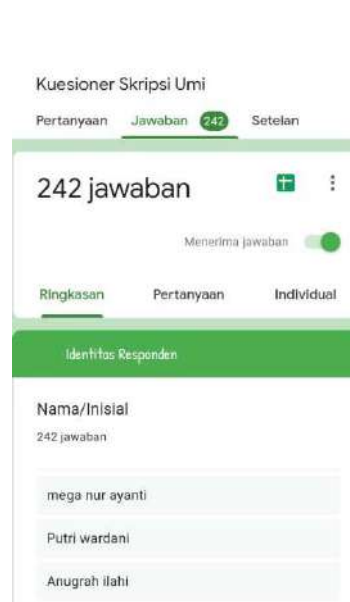 Kuesioner Skripsi Umi
Pertanyaan Jawaban 242 Setelan
242 jawaban
Menerima jawaban
Ringkasan Pertanyaan Individual
Identitas Responden
Nama/Inisial
242 jawaban
mega nur ayanti
Putri wardani
Anugrah ilahi